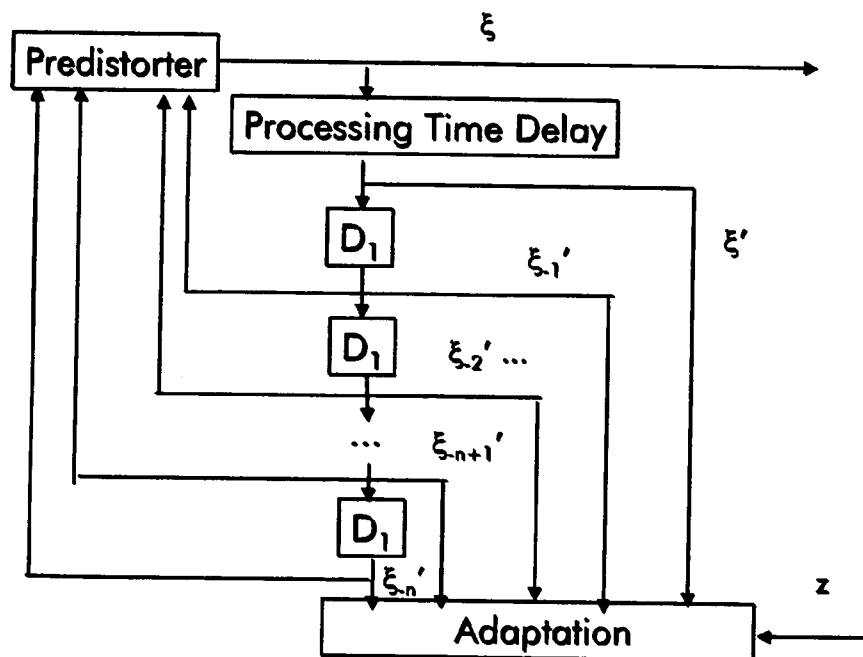 ξ
Predistorter
Processing Time Delay
D₁
ξ'
ξ₋₁'
D₁
ξ₋₂' ...
...
ξ₋ₙ₊₁'
D₁
ξ₋ₙ'
z
Adaptation